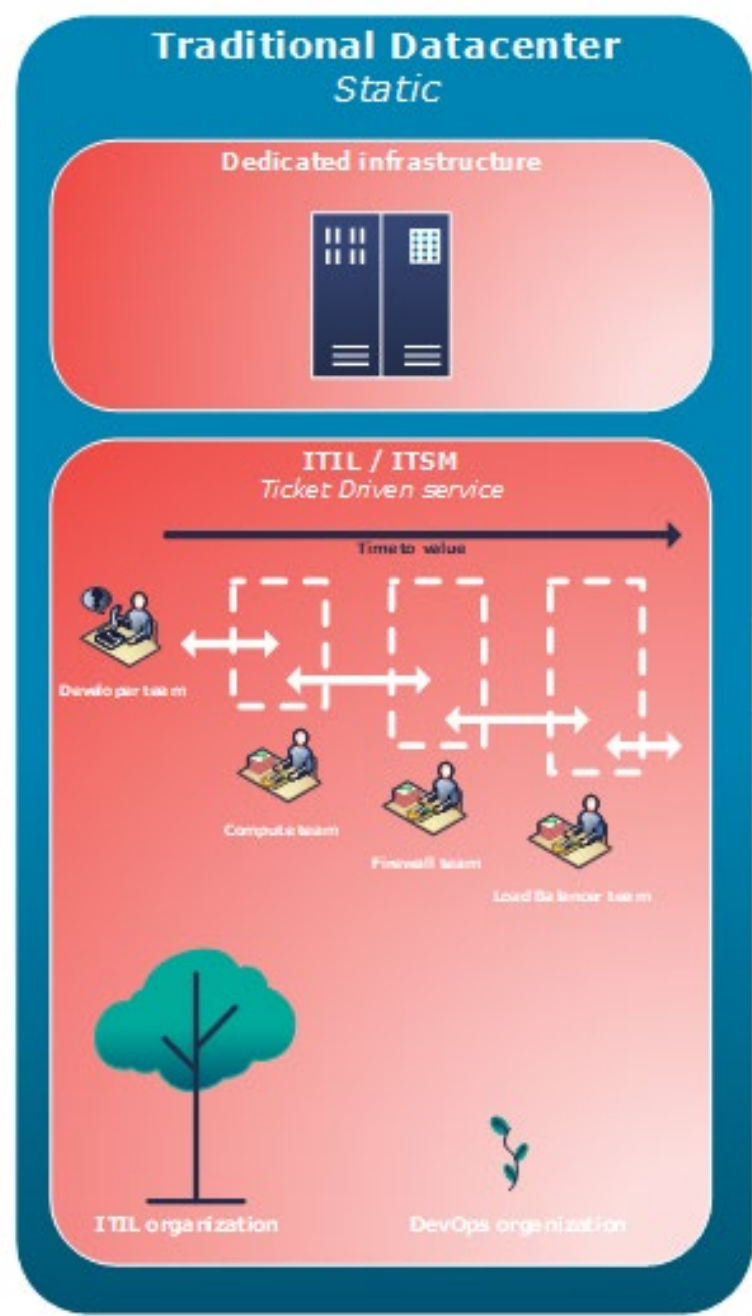 Traditional Datacenter
Static
Dedicated infrastructure
ITIL / ITSM
Ticket Driven service
Time to value
Developer team
Compute team
Firewall team
Load Balancer team
ITIL organization
DevOps organization